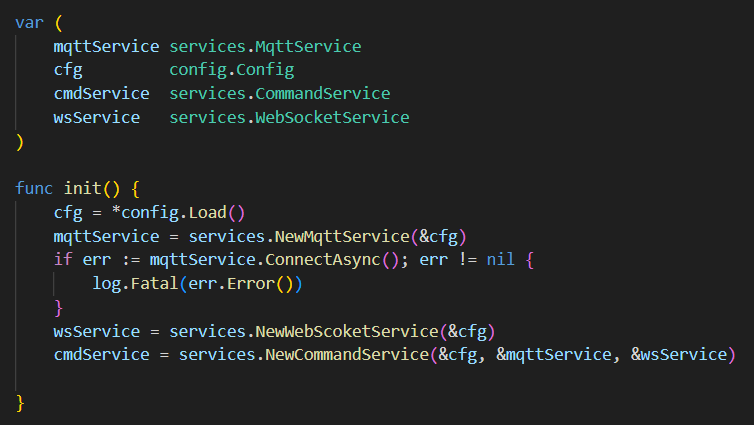 var (
    mqttService services.MqttService
    cfg         config.Config
    cmdService  services.CommandService
    wsService   services.WebSocketService
)

func init() {
    cfg = *config.Load()
    mqttService = services.NewMqttService(&cfg)
    if err := mqttService.ConnectAsync(); err != nil {
        log.Fatal(err.Error())
    }
    wsService = services.NewWebScoketService(&cfg)
    cmdService = services.NewCommandService(&cfg, &mqttService, &wsService)

}